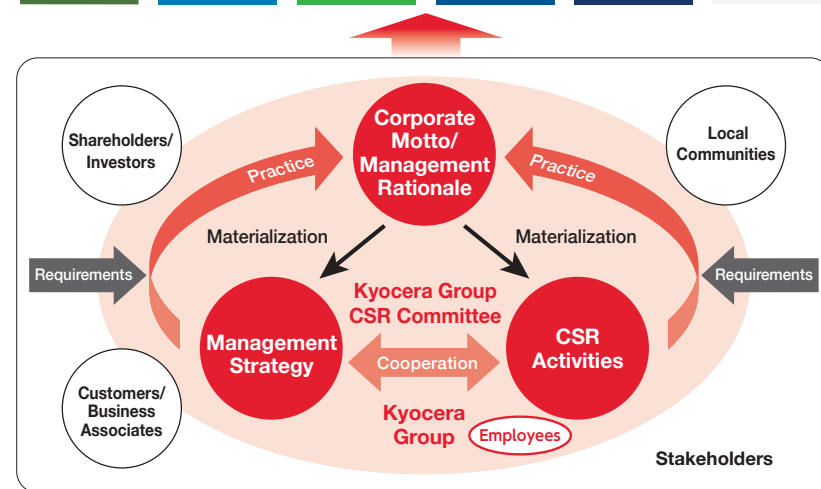 Shareholders/
Investors
Corporate
Motto/
Management
Rationale
Local
Communities
Practice
Practice
Materialization
Materialization
Requirements
Requirements
Kyocera Group
CSR Committee
Management
Strategy
CSR
Activities
Cooperation
Customers/
Business
Associates
Kyocera
Group
Employees
Stakeholders